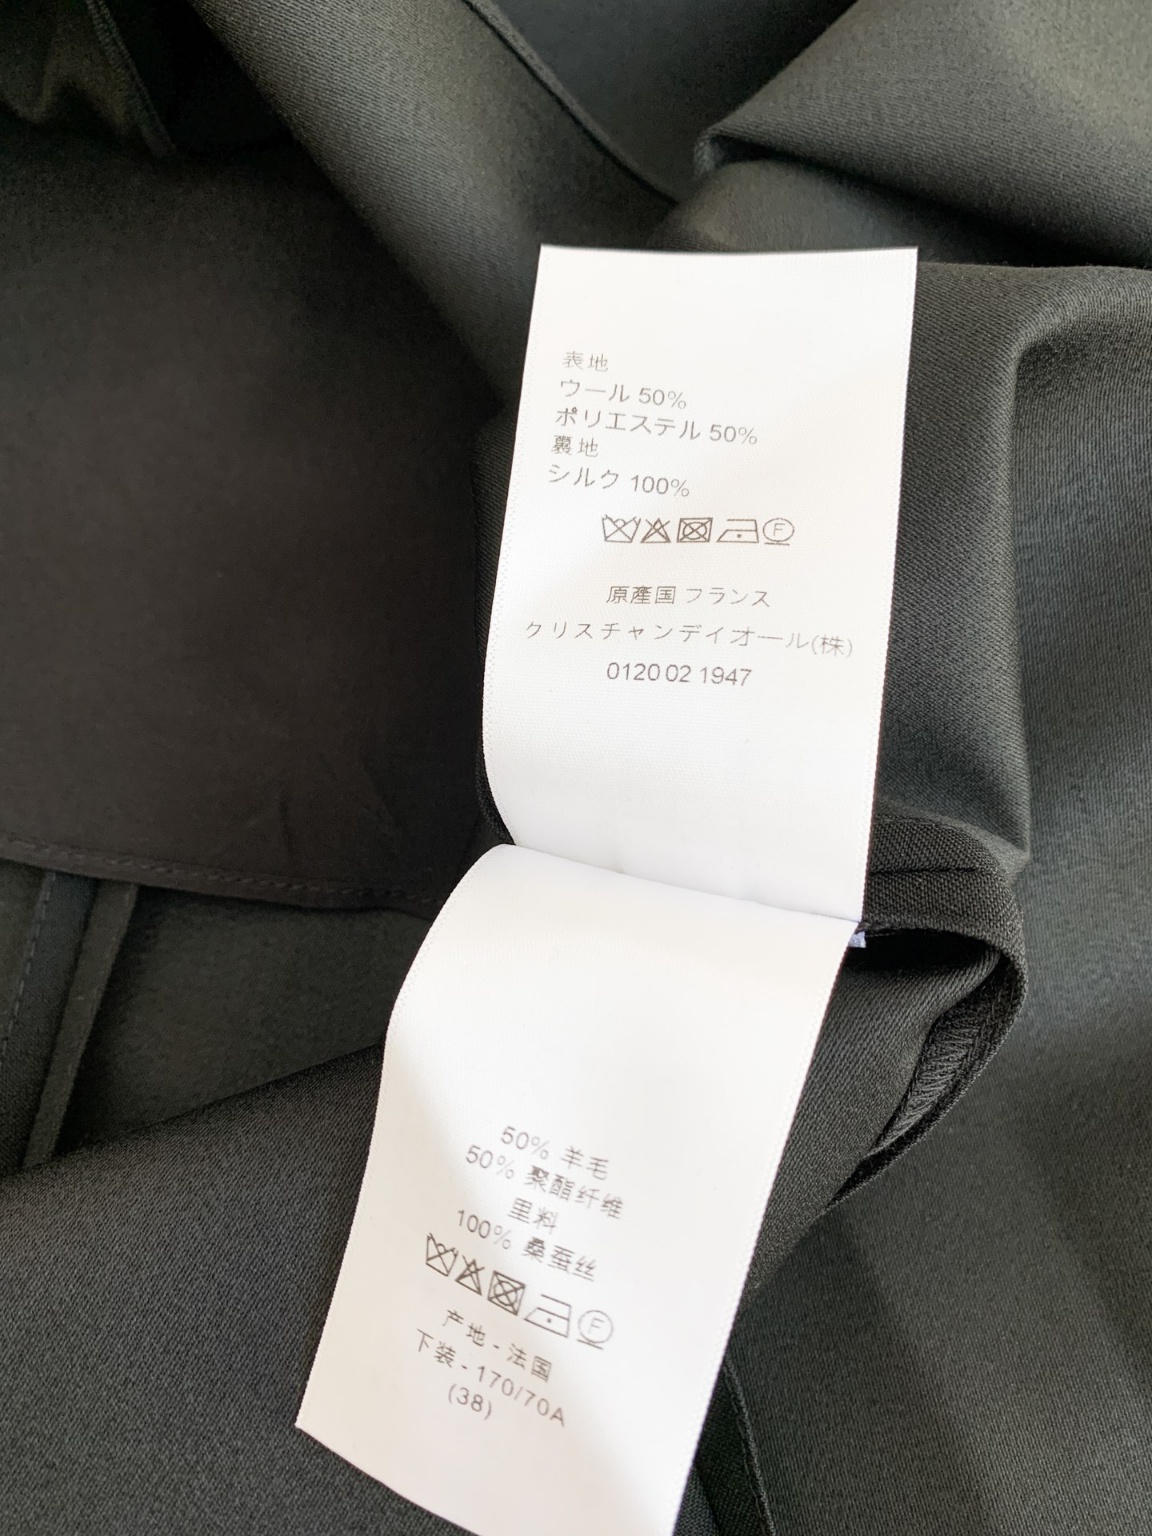 表地
ウール 50%
ポリエステル 50%
裏地
シルク 100%
F
原產国 フランス
クリスチャンディオール(株)
0120 02 1947
50% 羊毛
50% 聚酯纤维
里料
100% 桑蚕丝
F
产地 - 法国
下装 - 170/70A
(38)